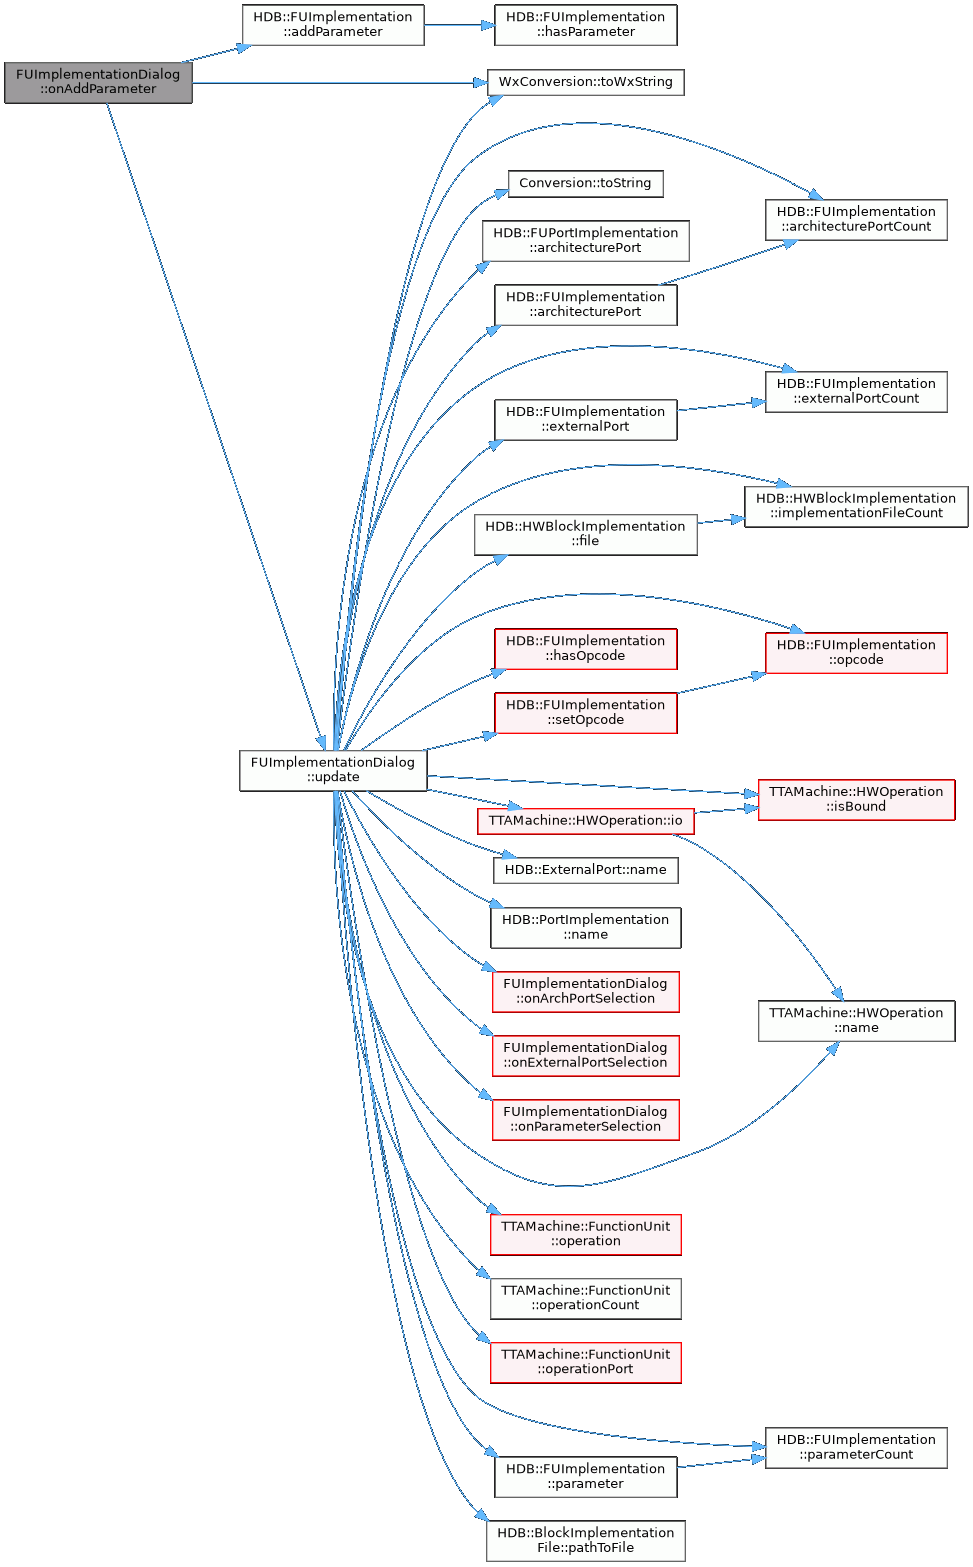 HDB::FUImplementation
::addParameter
HDB::FUImplementation
::hasParameter
FUImplementationDialog
::onAddParameter
WxConversion::toWxString
Conversion::toString
HDB::FUImplementation
::architecturePortCount
HDB::FUPortImplementation
::architecturePort
HDB::FUImplementation
::architecturePort
HDB::FUImplementation
::externalPortCount
HDB::FUImplementation
::externalPort
HDB::HWBlockImplementation
::implementationFileCount
HDB::HWBlockImplementation
::file
HDB::FUImplementation
::hasOpcode
HDB::FUImplementation
::opcode
HDB::FUImplementation
::setOpcode
FUImplementationDialog
::update
TTAMachine::HWOperation
::isBound
TTAMachine::HWOperation::io
HDB::ExternalPort::name
HDB::PortImplementation
::name
FUImplementationDialog
::onArchPortSelection
TTAMachine::HWOperation
::name
FUImplementationDialog
::onExternalPortSelection
FUImplementationDialog
::onParameterSelection
TTAMachine::FunctionUnit
::operation
TTAMachine::FunctionUnit
::operationCount
TTAMachine::FunctionUnit
::operationPort
HDB::FUImplementation
::parameterCount
HDB::FUImplementation
::parameter
HDB::BlockImplementation
File::pathToFile